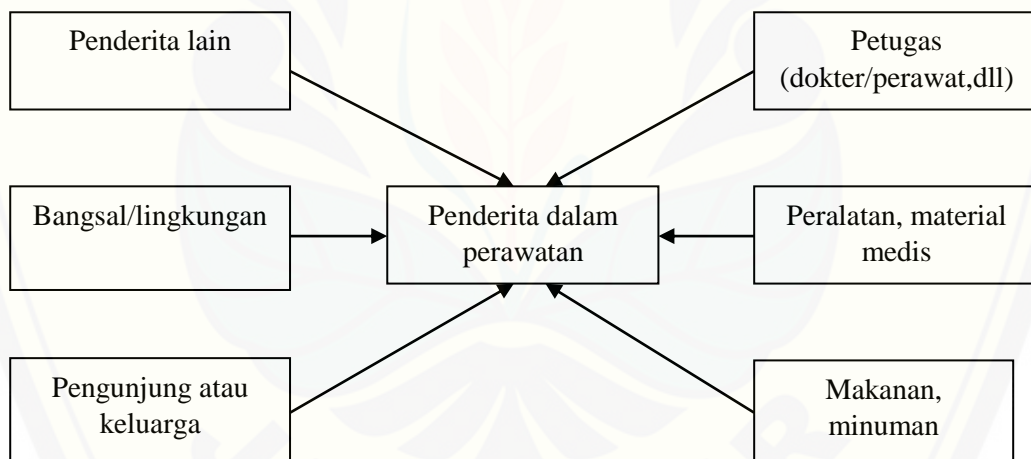 Penderita lain
Petugas
(dokter/perawat,dll)
Bangsal/lingkungan
Penderita dalam
perawatan
Peralatan, material
medis
Pengunjung atau
keluarga
Makanan,
minuman